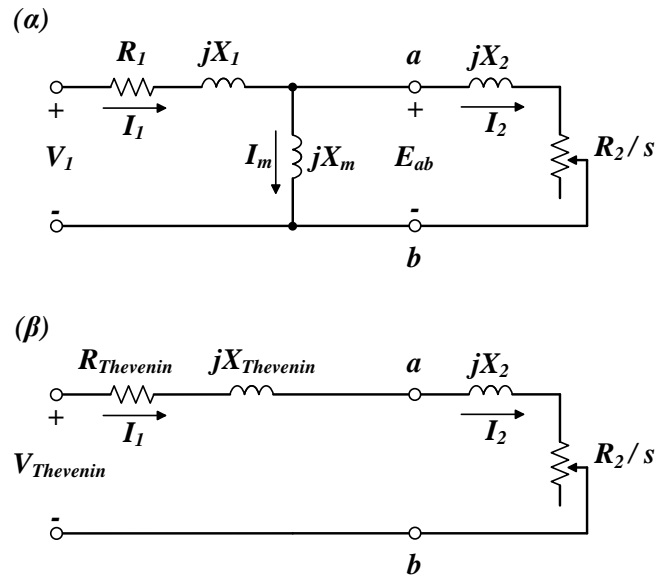 (α)
R1 jX1 a jX2
+ I1 + I2
V1 Im jXm Eab R2 / s
- -
b
(β)
RThevenin jXThevenin a jX2
+ I1 I2
VThevenin R2 / s
-
b